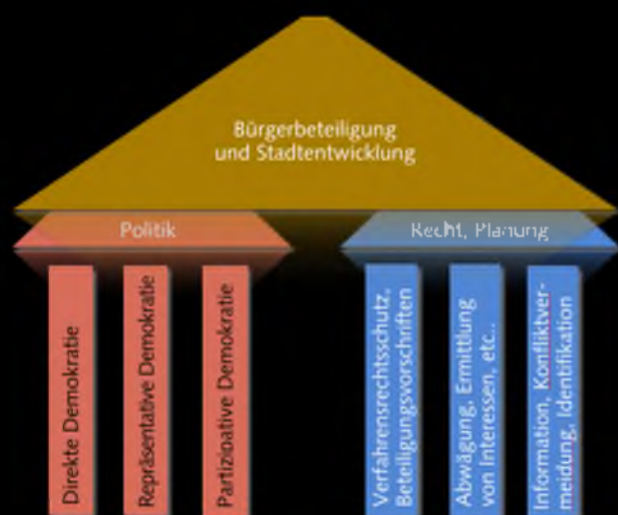 Bürgerbeteiligung
und Stadtentwicklung
Politik
Recht, Planung
Direkte Demokratie
Repräsentative Demokratie
Partizipative Demokratie
Verfahrensrechtsschutz,
Beteiligungsvorschriften
Abwägung, Ermittlung
von Interessen, etc..
Information, Konfliktver-
meidung, Identifikation